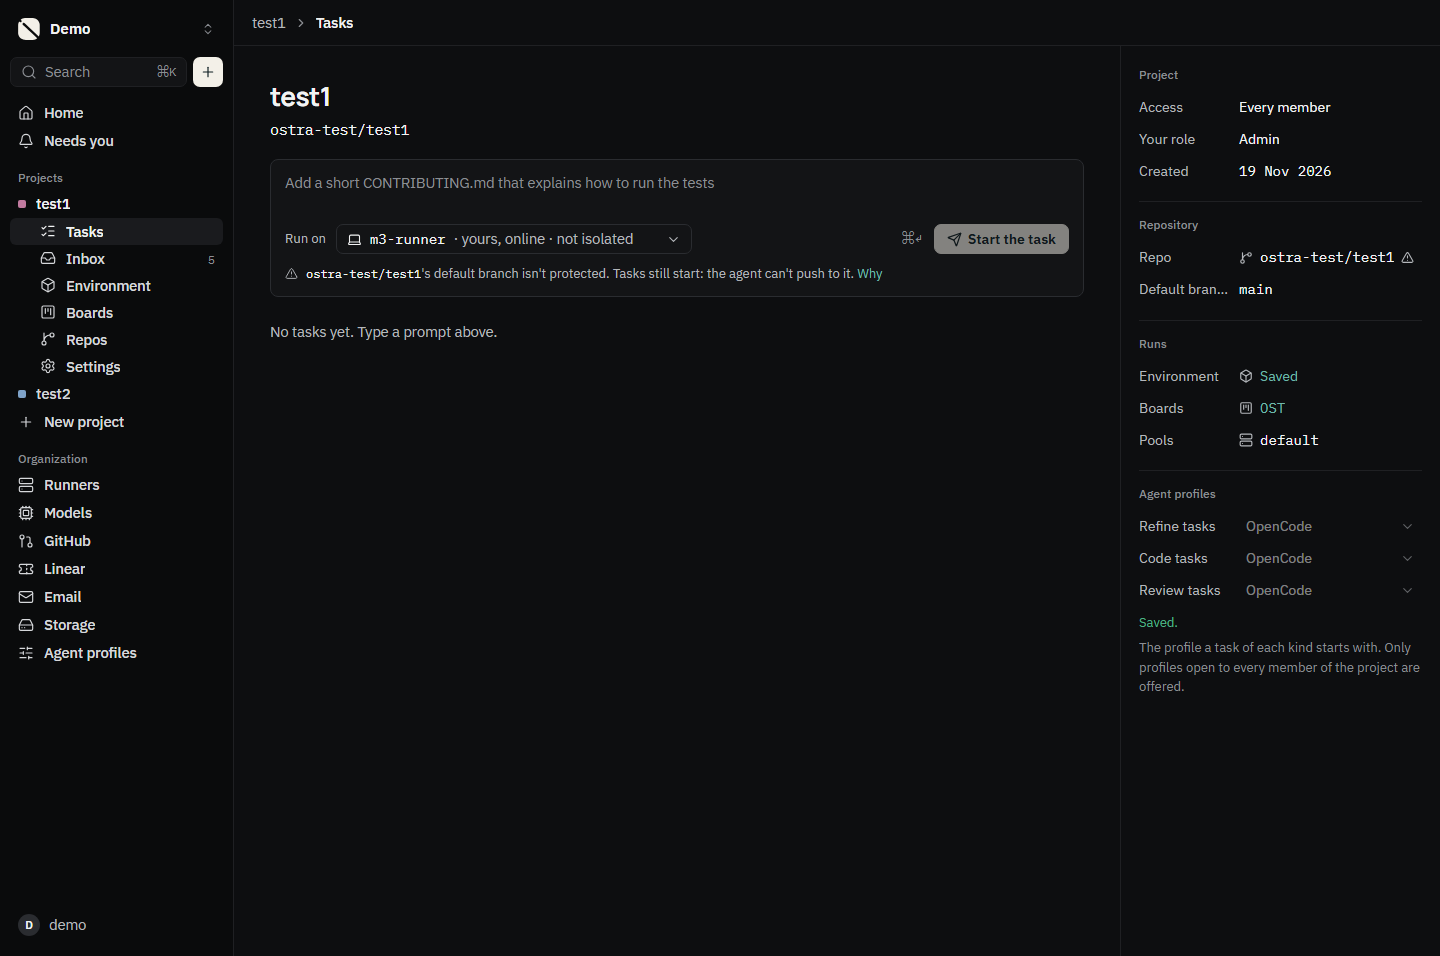 Demo
Search ⌘K
Home
Needs you
Projects
test1
Tasks
Inbox 5
Environment
Boards
Repos
Settings
test2
New project
Organization
Runners
Models
GitHub
Linear
Email
Storage
Agent profiles
D demo
test1 > Tasks
test1
ostra-test/test1
Add a short CONTRIBUTING.md that explains how to run the tests
Run on m3-runner · yours, online · not isolated ⌘↵ Start the task
ostra-test/test1's default branch isn't protected. Tasks still start: the agent can't push to it. Why
No tasks yet. Type a prompt above.
Project
Access Every member
Your role Admin
Created 19 Nov 2026
Repository
Repo ostra-test/test1
Default bran... main
Runs
Environment Saved
Boards OST
Pools default
Agent profiles
Refine tasks OpenCode
Code tasks OpenCode
Review tasks OpenCode
Saved.
The profile a task of each kind starts with. Only
profiles open to every member of the project are
offered.